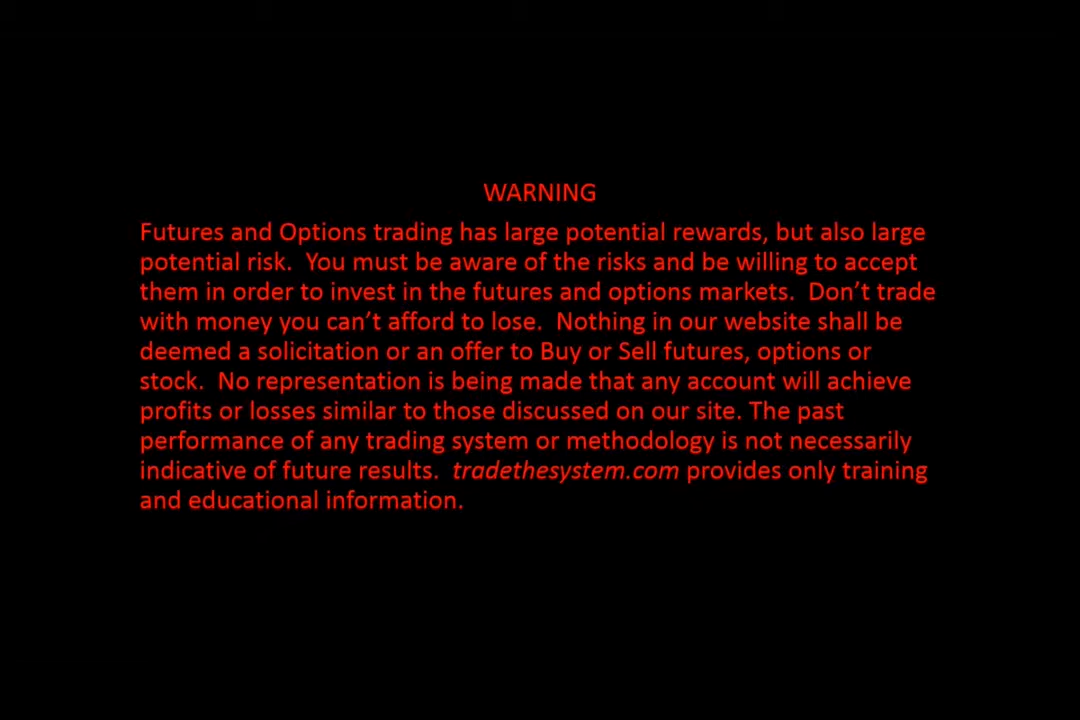 WARNING
Futures and Options trading has large potential rewards, but also large
potential risk.  You must be aware of the risks and be willing to accept
them in order to invest in the futures and options markets.  Don’t trade
with money you can’t afford to lose.  Nothing in our website shall be
deemed a solicitation or an offer to Buy or Sell futures, options or
stock.  No representation is being made that any account will achieve
profits or losses similar to those discussed on our site. The past
performance of any trading system or methodology is not necessarily
indicative of future results.  tradethesystem.com provides only training
and educational information.